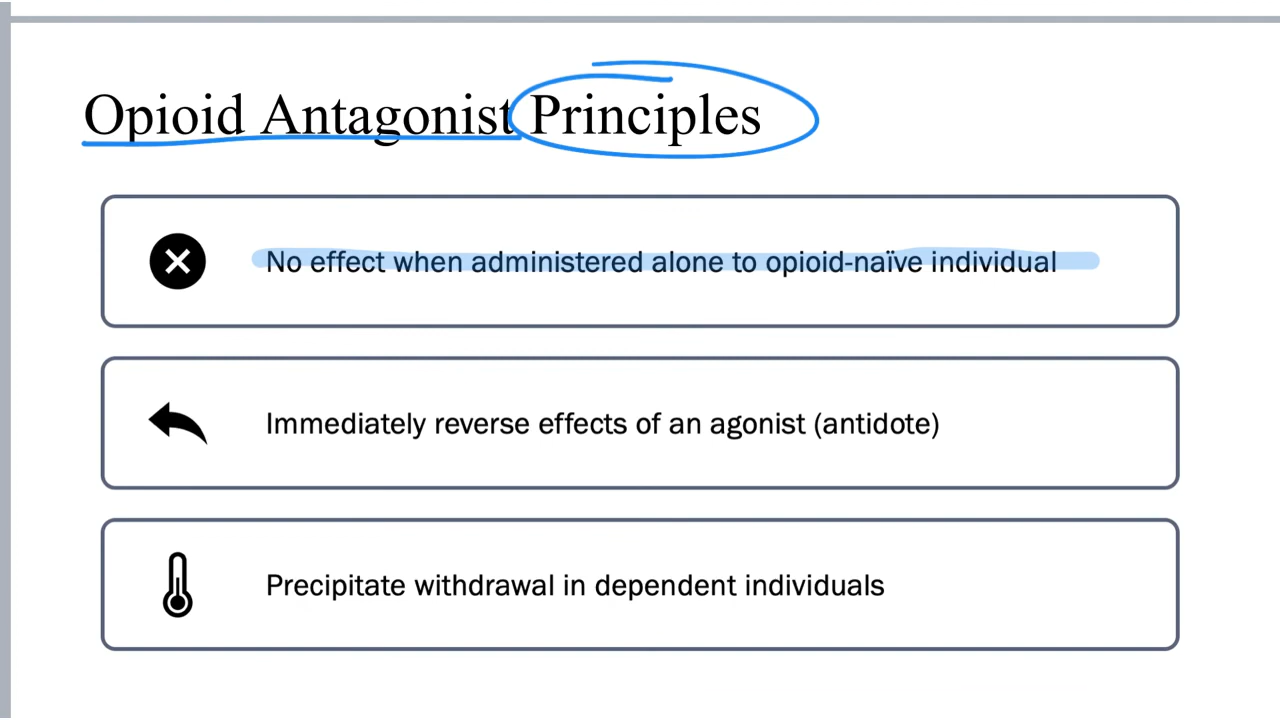 Opioid Antagonist Principles
No effect when administered alone to opioid-naïve individual
Immediately reverse effects of an agonist (antidote)
Precipitate withdrawal in dependent individuals